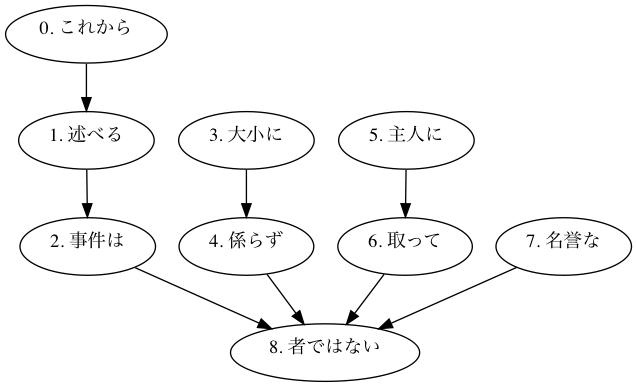 0. これから
1. 述べる
3. 大小に
5. 主人に
2. 事件は
4. 係らず
6. 取って
7. 名誉な
8. 者ではない